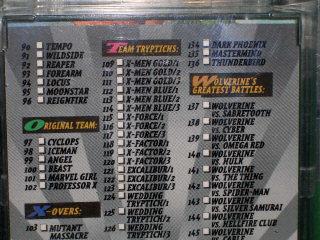 90 TEMPO
91 WILDSIDE
92 REAPER
93 FOREARM
94 LOCUS
95 MOONSTAR
96 REIGNFIRE
ORIGINAL TEAM:
97 CYCLOPS
98 ICEMAN
99 ANGEL
100 BEAST
101 MARVEL GIRL
102 PROFESSOR X
X-OVERS:
103 MUTANT
MASSACRE
TEAM TRYPTICHS:
109 X-MEN GOLD/1
110 X-MEN GOLD/2
111 X-MEN GOLD/3
112 X-MEN BLUE/1
113 X-MEN BLUE/2
114 X-MEN BLUE/3
115 X-FORCE/1
116 X-FORCE/2
117 X-FORCE/3
118 X-FACTOR/1
119 X-FACTOR/2
120 X-FACTOR/3
121 EXCALIBUR/1
122 EXCALIBUR/2
123 EXCALIBUR/3
124 WEDDING
TRYPTICH/1
125 WEDDING
TRYPTICH/2
126 WEDDING
TRYPTICH/3
134 DARK PHOENIX
135 MASTERMIND
136 THUNDERBIRD
WOLVERINE'S
GREATEST BATTLES:
137 WOLVERINE
VS. SABRETOOTH
138 WOLVERINE
VS. CYBER
139 WOLVERINE
VS. OMEGA RED
140 WOLVERINE
VS. HULK
141 WOLVERINE
VS. THE THING
142 WOLVERINE
VS. SPIDER-MAN
143 WOLVERINE
VS. SILVER SAMURAI
144 WOLVERINE
VS. HELLFIRE CLUB
145 WOLVERINE